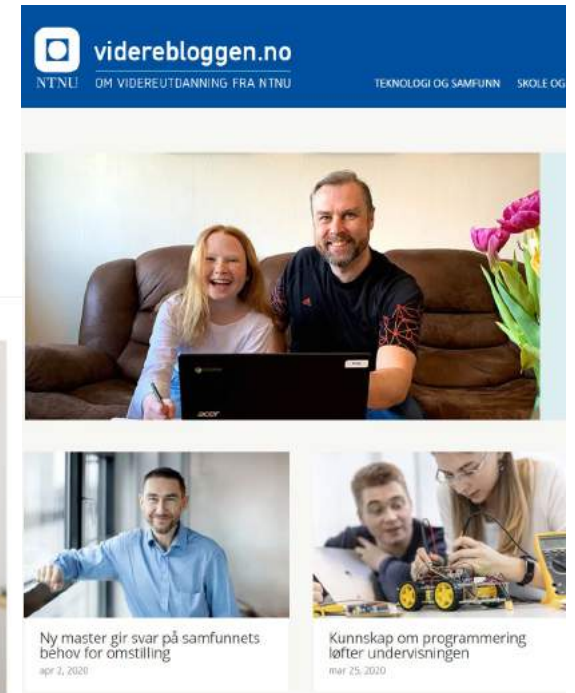 viderebloggen.no
NTNU
OM VIDEREUTDANNING FRA NTNU
TEKNOLOGI OG SAMFUNN SKOLE OG
acer
Ny master gir svar på samfunnets
behov for omstilling
apr 2, 2020
Kunnskap om programmering
løfter undervisningen
mar 25, 2020